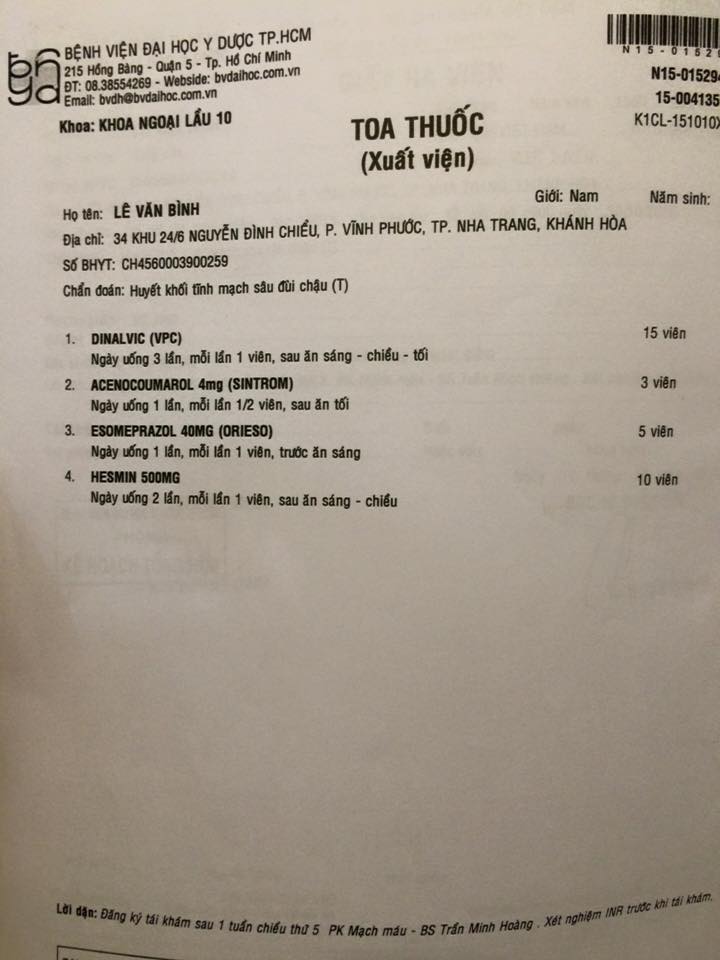 BỆNH VIỆN ĐẠI HỌC Y DƯỢC TP.HCM
215 Hồng Bàng - Quận 5 - Tp. Hồ Chí Minh
ĐT: 08.38554269 - Webside: bvdaihoc.com.vn
Email: bvdh@bvdaihoc.com.vn
Khoa: KHOA NGOẠI LẦU 10
N15-01529
N15-015294
15-004135
K1CL-151010X
TOA THUỐC
(Xuất viện)
Họ tên: LÊ VĂN BÌNH Giới: Nam Năm sinh:
Địa chỉ: 34 KHU 24/6 NGUYỄN ĐÌNH CHIỂU, P. VĨNH PHƯỚC, TP. NHA TRANG, KHÁNH HÒA
Số BHYT: CH4560003900259
Chẩn đoán: Huyết khối tĩnh mạch sâu đùi chậu (T)
1. DINALVIC (VPC) 15 viên
Ngày uống 3 lần, mỗi lần 1 viên, sau ăn sáng - chiều - tối
2. ACENOCOUMAROL 4mg (SINTROM) 3 viên
Ngày uống 1 lần, mỗi lần 1/2 viên, sau ăn tối
3. ESOMEPRAZOL 40MG (ORIESO) 5 viên
Ngày uống 1 lần, mỗi lần 1 viên, trước ăn sáng
4. HESMIN 500MG 10 viên
Ngày uống 2 lần, mỗi lần 1 viên, sau ăn sáng - chiều
Lời dặn: Đăng ký tái khám sau 1 tuần chiều thứ 5 PK Mạch máu - BS Trần Minh Hoàng . Xét nghiệm INR trước khi tái khám.